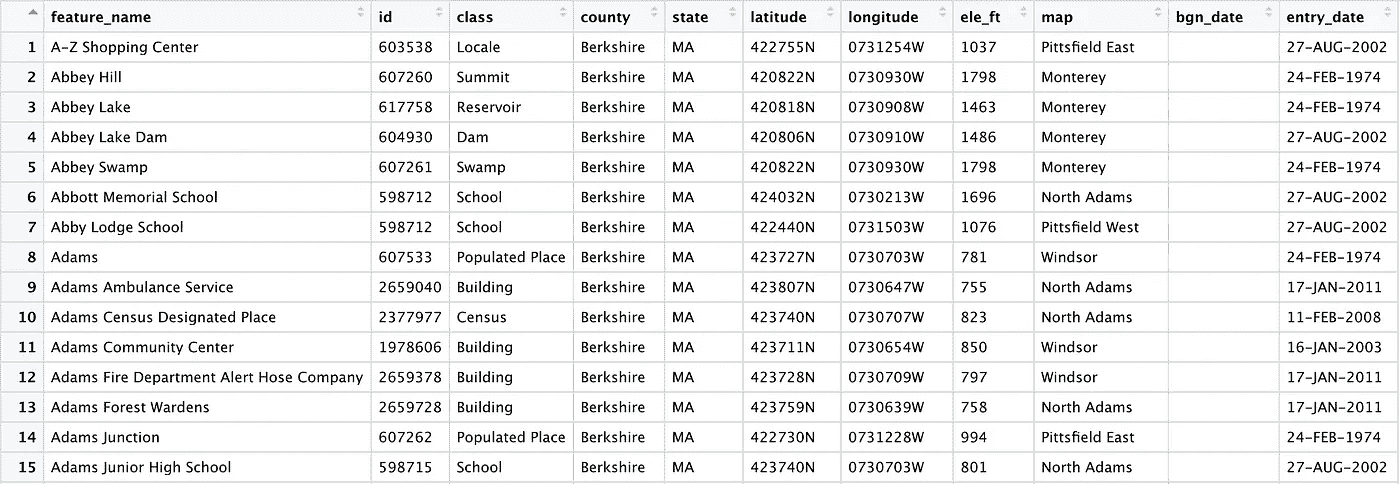 feature_name id class county state latitude longitude ele_ft map bgn_date entry_date
1 A-Z Shopping Center 603538 Locale Berkshire MA 422755N 0731254W 1037 Pittsfield East 27-AUG-2002
2 Abbey Hill 607260 Summit Berkshire MA 420822N 0730930W 1798 Monterey 24-FEB-1974
3 Abbey Lake 617758 Reservoir Berkshire MA 420818N 0730908W 1463 Monterey 24-FEB-1974
4 Abbey Lake Dam 604930 Dam Berkshire MA 420806N 0730910W 1486 Monterey 27-AUG-2002
5 Abbey Swamp 607261 Swamp Berkshire MA 420822N 0730930W 1798 Monterey 24-FEB-1974
6 Abbott Memorial School 598712 School Berkshire MA 424032N 0730213W 1696 North Adams 27-AUG-2002
7 Abby Lodge School 598712 School Berkshire MA 422440N 0731503W 1076 Pittsfield West 27-AUG-2002
8 Adams 607533 Populated Place Berkshire MA 423727N 0730703W 781 Windsor 24-FEB-1974
9 Adams Ambulance Service 2659040 Building Berkshire MA 423807N 0730647W 755 North Adams 17-JAN-2011
10 Adams Census Designated Place 2377977 Census Berkshire MA 423740N 0730707W 823 North Adams 11-FEB-2008
11 Adams Community Center 1978606 Building Berkshire MA 423711N 0730654W 850 Windsor 16-JAN-2003
12 Adams Fire Department Alert Hose Company 2659378 Building Berkshire MA 423728N 0730709W 797 Windsor 17-JAN-2011
13 Adams Forest Wardens 2659728 Building Berkshire MA 423759N 0730639W 758 North Adams 17-JAN-2011
14 Adams Junction 607262 Populated Place Berkshire MA 422730N 0731228W 994 Pittsfield East 24-FEB-1974
15 Adams Junior High School 598715 School Berkshire MA 423740N 0730703W 801 North Adams 27-AUG-2002